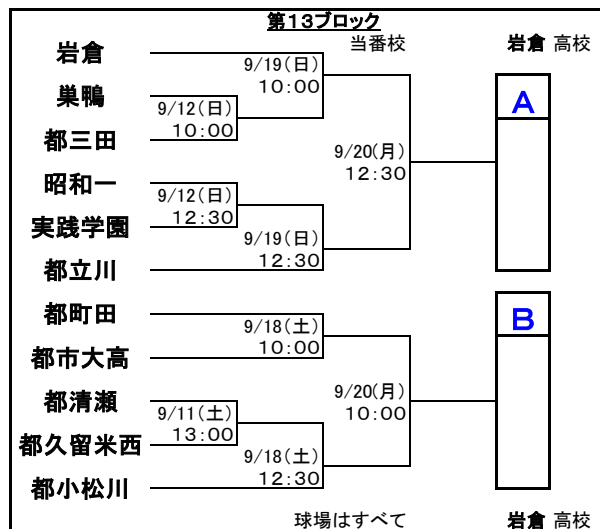 第13ブロック
当番校 岩倉 高校
岩倉
9/19(日)
10:00
巣鴨
A
9/12(日)
10:00
都三田
9/20(月)
12:30
昭和一
9/12(日)
12:30
実践学園
9/19(日)
12:30
都立川
都町田
B
9/18(土)
10:00
都市大高
9/20(月)
10:00
都清瀬
9/11(土)
13:00
都久留米西
9/18(土)
12:30
都小松川
球場はすべて 岩倉 高校